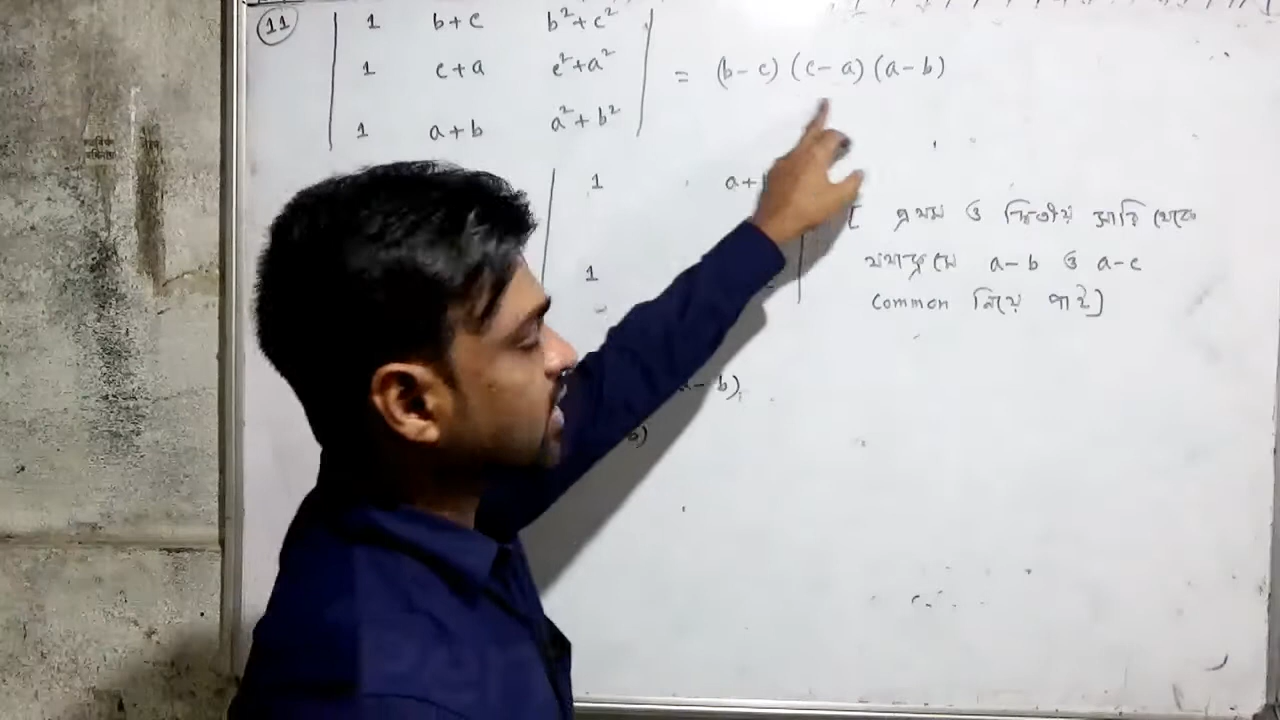 11
1 b+c b²+c²
1 c+a c²+a² = (b-c) (c-a) (a-b)
1 a+b a²+b²
1 a+
[ প্রথম ও দ্বিতীয় সারি থেকে
1 যথাক্রমে a-b ও a-c
common নিয়ে পাই]
- b)